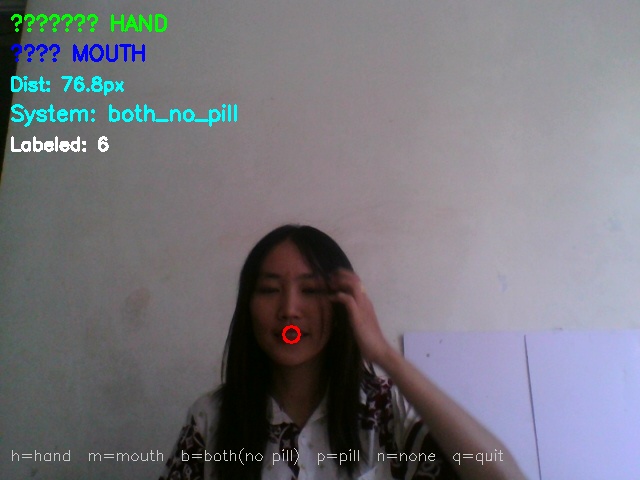 ??????? HAND
???? MOUTH
Dist: 76.8px
System: both_no_pill
Labeled: 6
h=hand m=mouth b=both(no pill) p=pill n=none q=quit